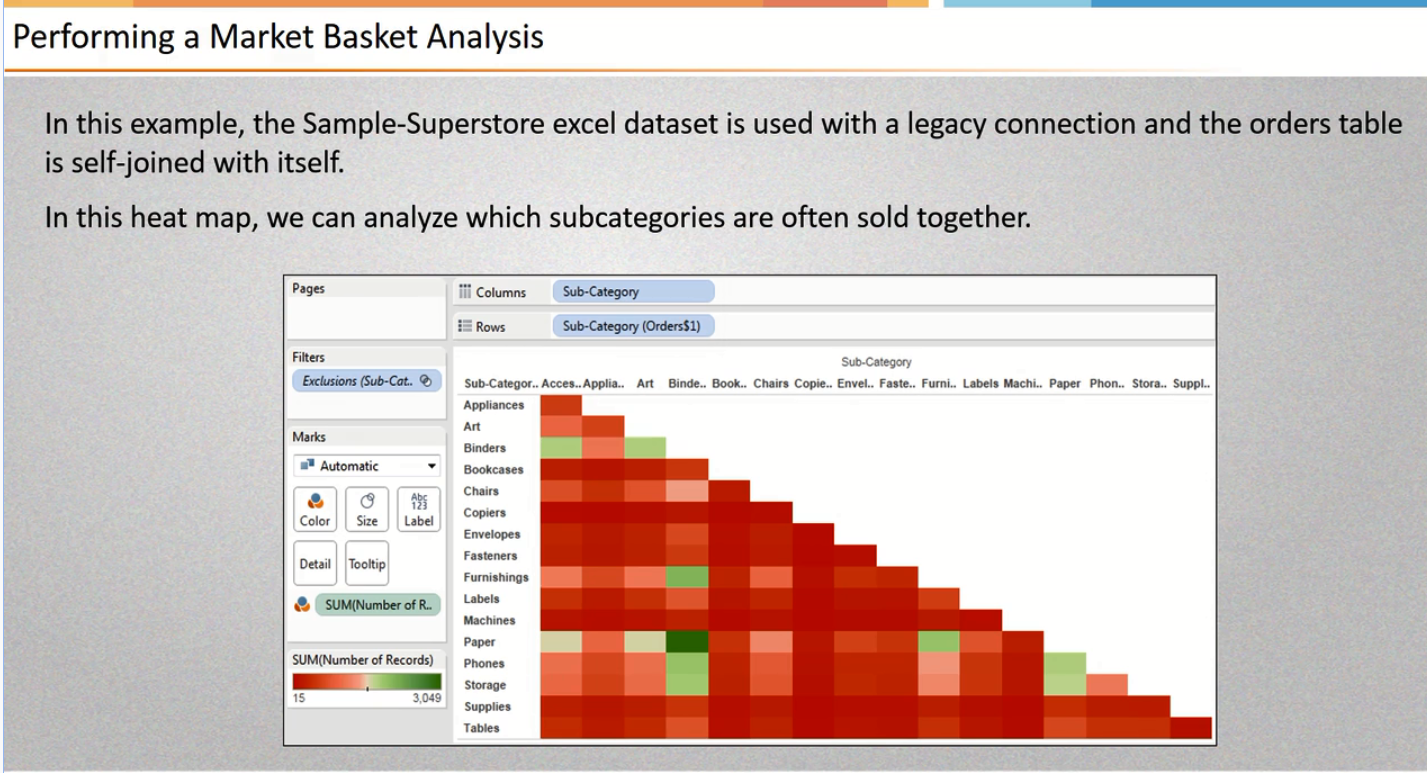 Performing a Market Basket Analysis
In this example, the Sample-Superstore excel dataset is used with a legacy connection and the orders table
is self-joined with itself.
In this heat map, we can analyze which subcategories are often sold together.
Pages
Columns
Sub-Category
Rows
Sub-Category (Orders$1)
Filters
Exclusions (Sub-Cat..
Marks
Automatic
Color
Size
Abc
123
Label
Detail
Tooltip
SUM(Number of R..
SUM(Number of Records)
15
3,049
Sub-Category
Sub-Categor.. Acces.. Applia.. Art Binde.. Book.. Chairs Copie.. Envel.. Faste.. Furni.. Labels Machi.. Paper Phon.. Stora.. Suppl..
Appliances
Art
Binders
Bookcases
Chairs
Copiers
Envelopes
Fasteners
Furnishings
Labels
Machines
Paper
Phones
Storage
Supplies
Tables